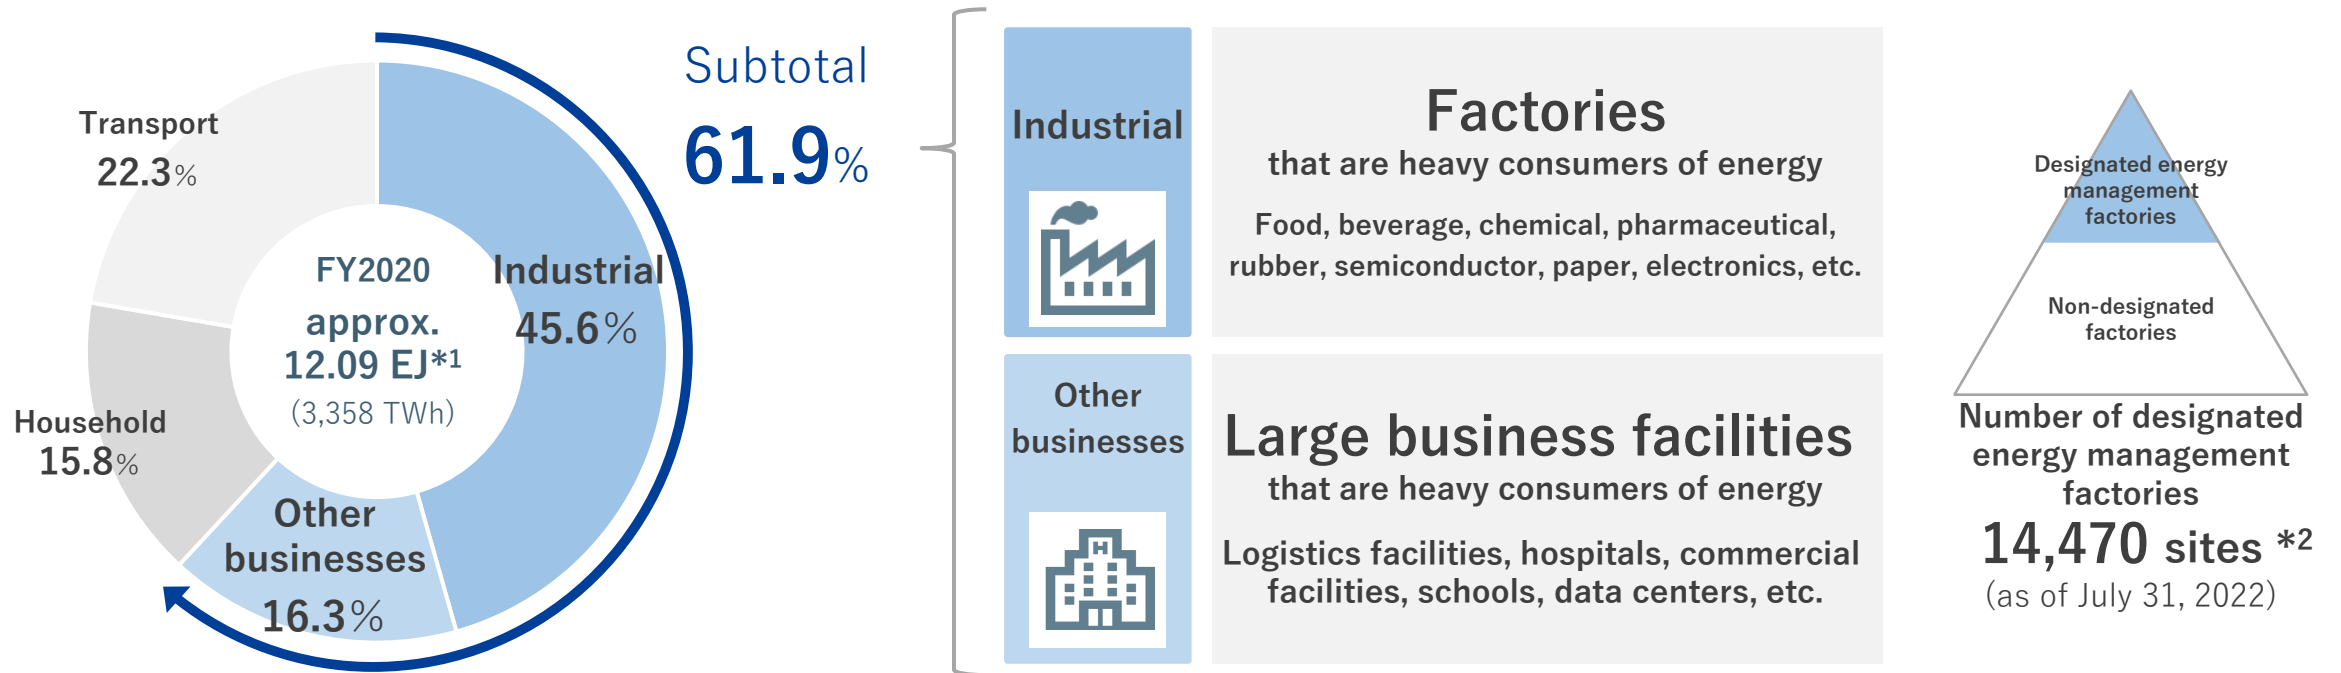 Transport
22.3%
Household
15.8%
FY2020
approx.
12.09 EJ*1
(3,358 TWh)
Industrial
45.6%
Other
businesses
16.3%
Subtotal
61.9%
Industrial
Factories
that are heavy consumers of energy
Food, beverage, chemical, pharmaceutical,
rubber, semiconductor, paper, electronics, etc.
Other
businesses
H
Large business facilities
that are heavy consumers of energy
Logistics facilities, hospitals, commercial
facilities, schools, data centers, etc.
Designated energy
management
factories
Non-designated
factories
Number of designated
energy management
factories
14,470 sites *2
(as of July 31, 2022)